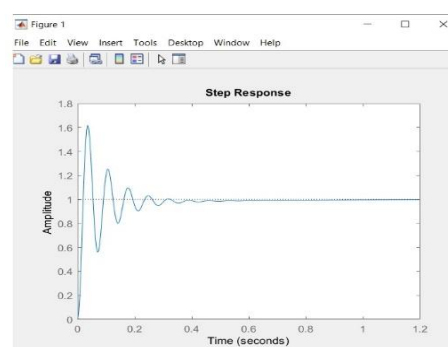 Figure 1
File Edit View Insert Tools Desktop Window Help
Step Response
1.8
1.6
1.4
1.2
1
0.8
0.6
0.4
0.2
0
Amplitude
0 0.2 0.4 0.6 0.8 1 1.2
Time (seconds)